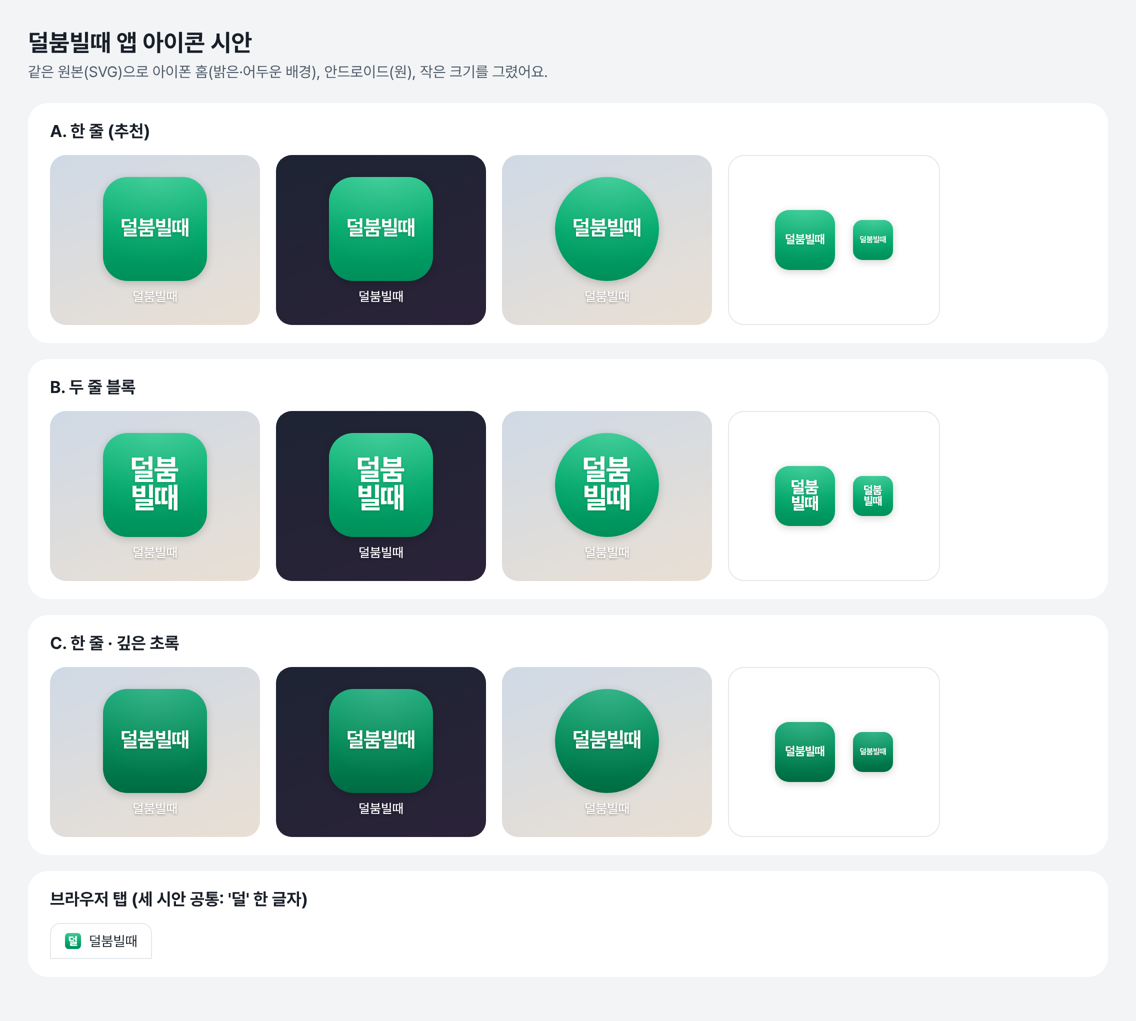 덜붐빌때 앱 아이콘 시안
같은 원본(SVG)으로 아이폰 홈(밝은·어두운 배경), 안드로이드(원), 작은 크기를 그렸어요.
A. 한 줄 (추천)
덜붐빌때 덜붐빌때 덜붐빌때 덜붐빌때 덜붐빌때
덜붐빌때 덜붐빌때 덜붐빌때
B. 두 줄 블록
덜붐 덜붐 덜붐 덜붐 덜붐
빌때 빌때 빌때 빌때 빌때
덜붐빌때 덜붐빌때 덜붐빌때
C. 한 줄 · 깊은 초록
덜붐빌때 덜붐빌때 덜붐빌때 덜붐빌때 덜붐빌때
덜붐빌때 덜붐빌때 덜붐빌때
브라우저 탭 (세 시안 공통: '덜' 한 글자)
덜 덜붐빌때